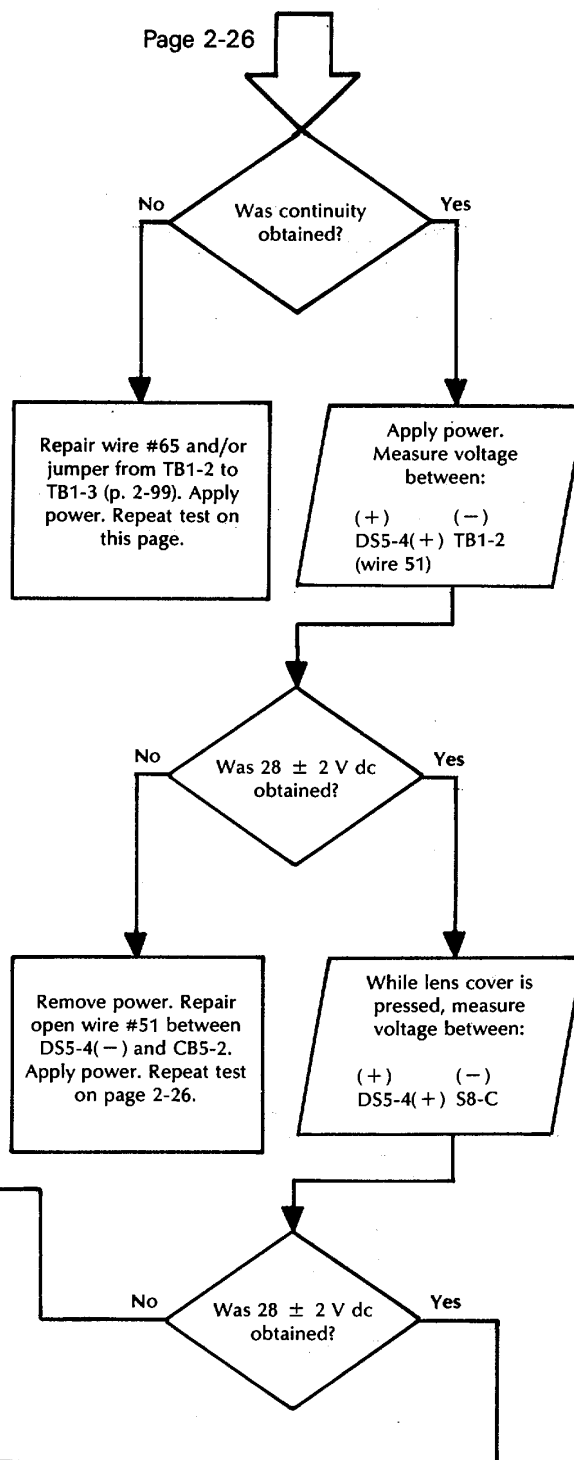 Page 2-26
Was continuity
obtained?
No
Yes
Repair wire #65 and/or
jumper from TB1-2 to
TB1-3 (p. 2-99). Apply
power. Repeat test on
this page.
Apply power.
Measure voltage
between:
(+) (−)
DS5-4(+) TB1-2
(wire 51)
Was 28 ± 2 V dc
obtained?
No
Yes
Remove power. Repair
open wire #51 between
DS5-4(−) and CB5-2.
Apply power. Repeat test
on page 2-26.
While lens cover is
pressed, measure
voltage between:
(+) (−)
DS5-4(+) S8-C
Was 28 ± 2 V dc
obtained?
No
Yes